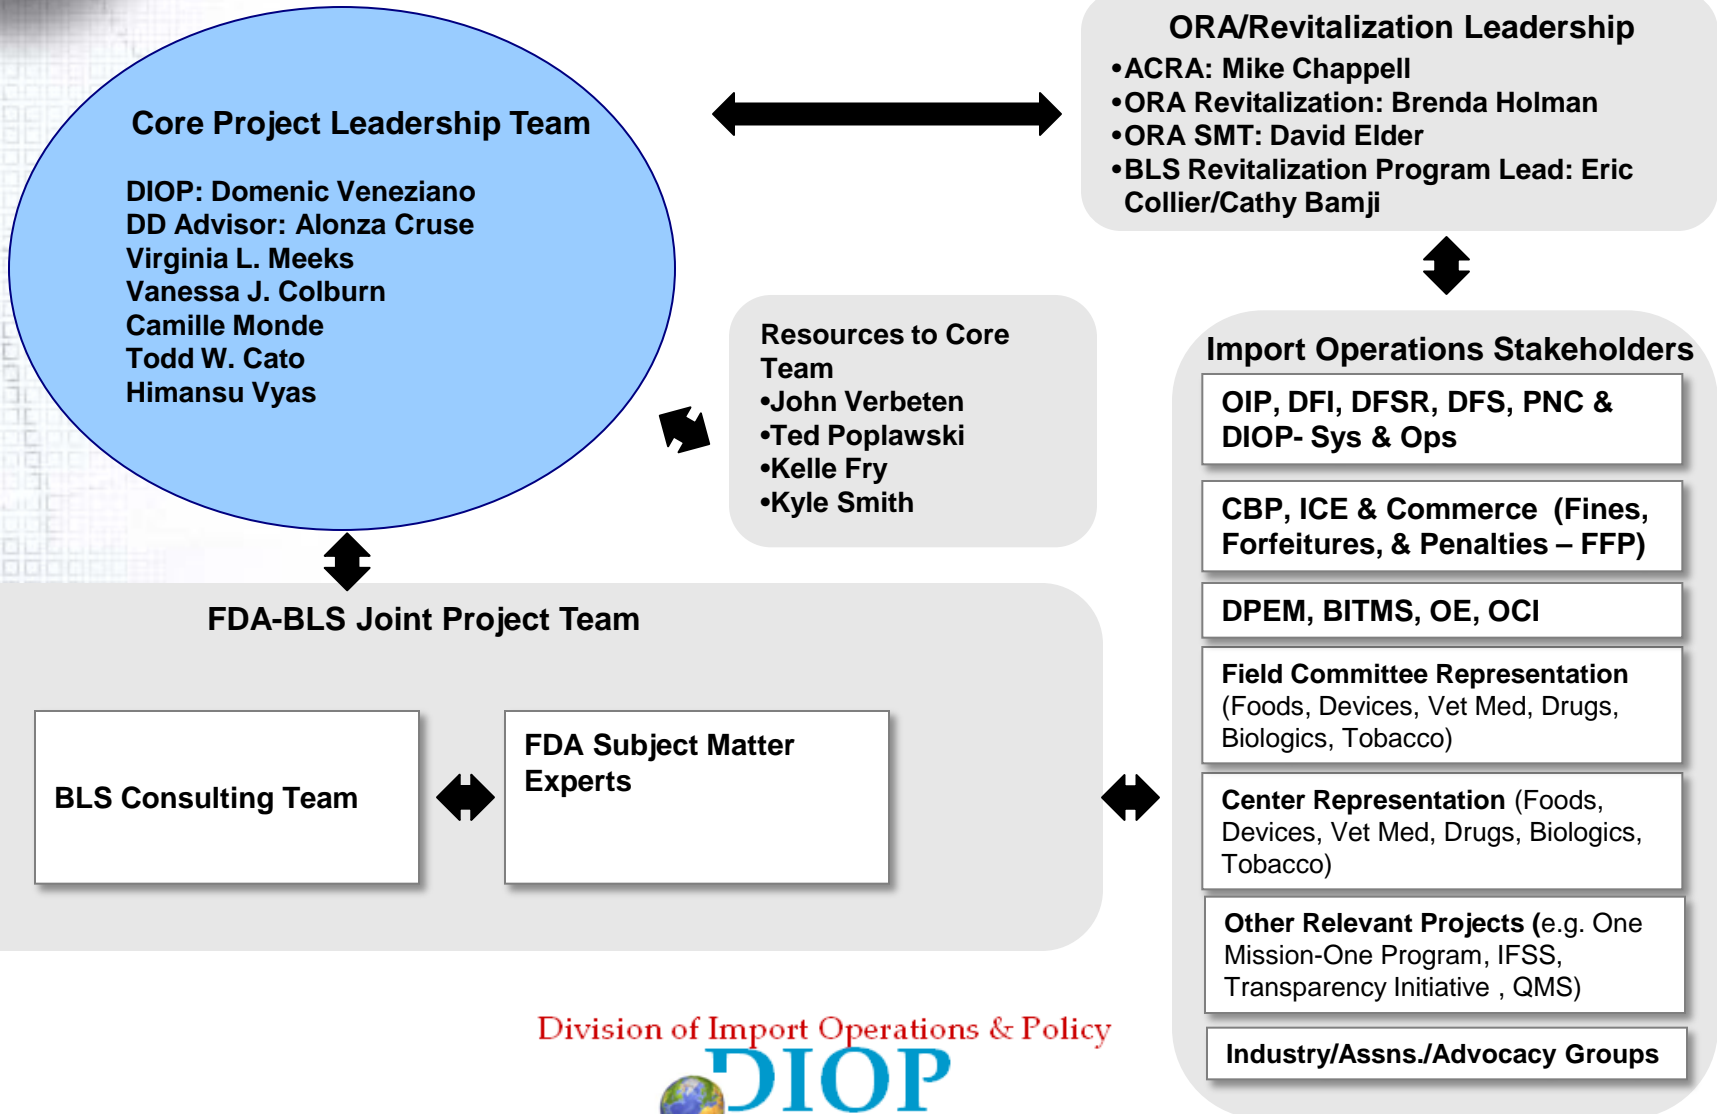 Core Project Leadership Team
DIOP: Domenic Veneziano
DD Advisor: Alonza Cruse
Virginia L. Meeks
Vanessa J. Colburn
Camille Monde
Todd W. Cato
Himansu Vyas
ORA/Revitalization Leadership
•ACRA: Mike Chappell
•ORA Revitalization: Brenda Holman
•ORA SMT: David Elder
•BLS Revitalization Program Lead: Eric
Collier/Cathy Bamji
Resources to Core
Team
•John Verbeten
•Ted Poplawski
•Kelle Fry
•Kyle Smith
Import Operations Stakeholders
OIP, DFI, DFSR, DFS, PNC &
DIOP- Sys & Ops
CBP, ICE & Commerce (Fines,
Forfeitures, & Penalties – FFP)
DPEM, BITMS, OE, OCI
Field Committee Representation
(Foods, Devices, Vet Med, Drugs,
Biologics, Tobacco)
Center Representation (Foods,
Devices, Vet Med, Drugs, Biologics,
Tobacco)
Other Relevant Projects (e.g. One
Mission-One Program, IFSS,
Transparency Initiative , QMS)
Industry/Assns./Advocacy Groups
FDA-BLS Joint Project Team
BLS Consulting Team
FDA Subject Matter
Experts
Division of Import Operations & Policy
DIOP